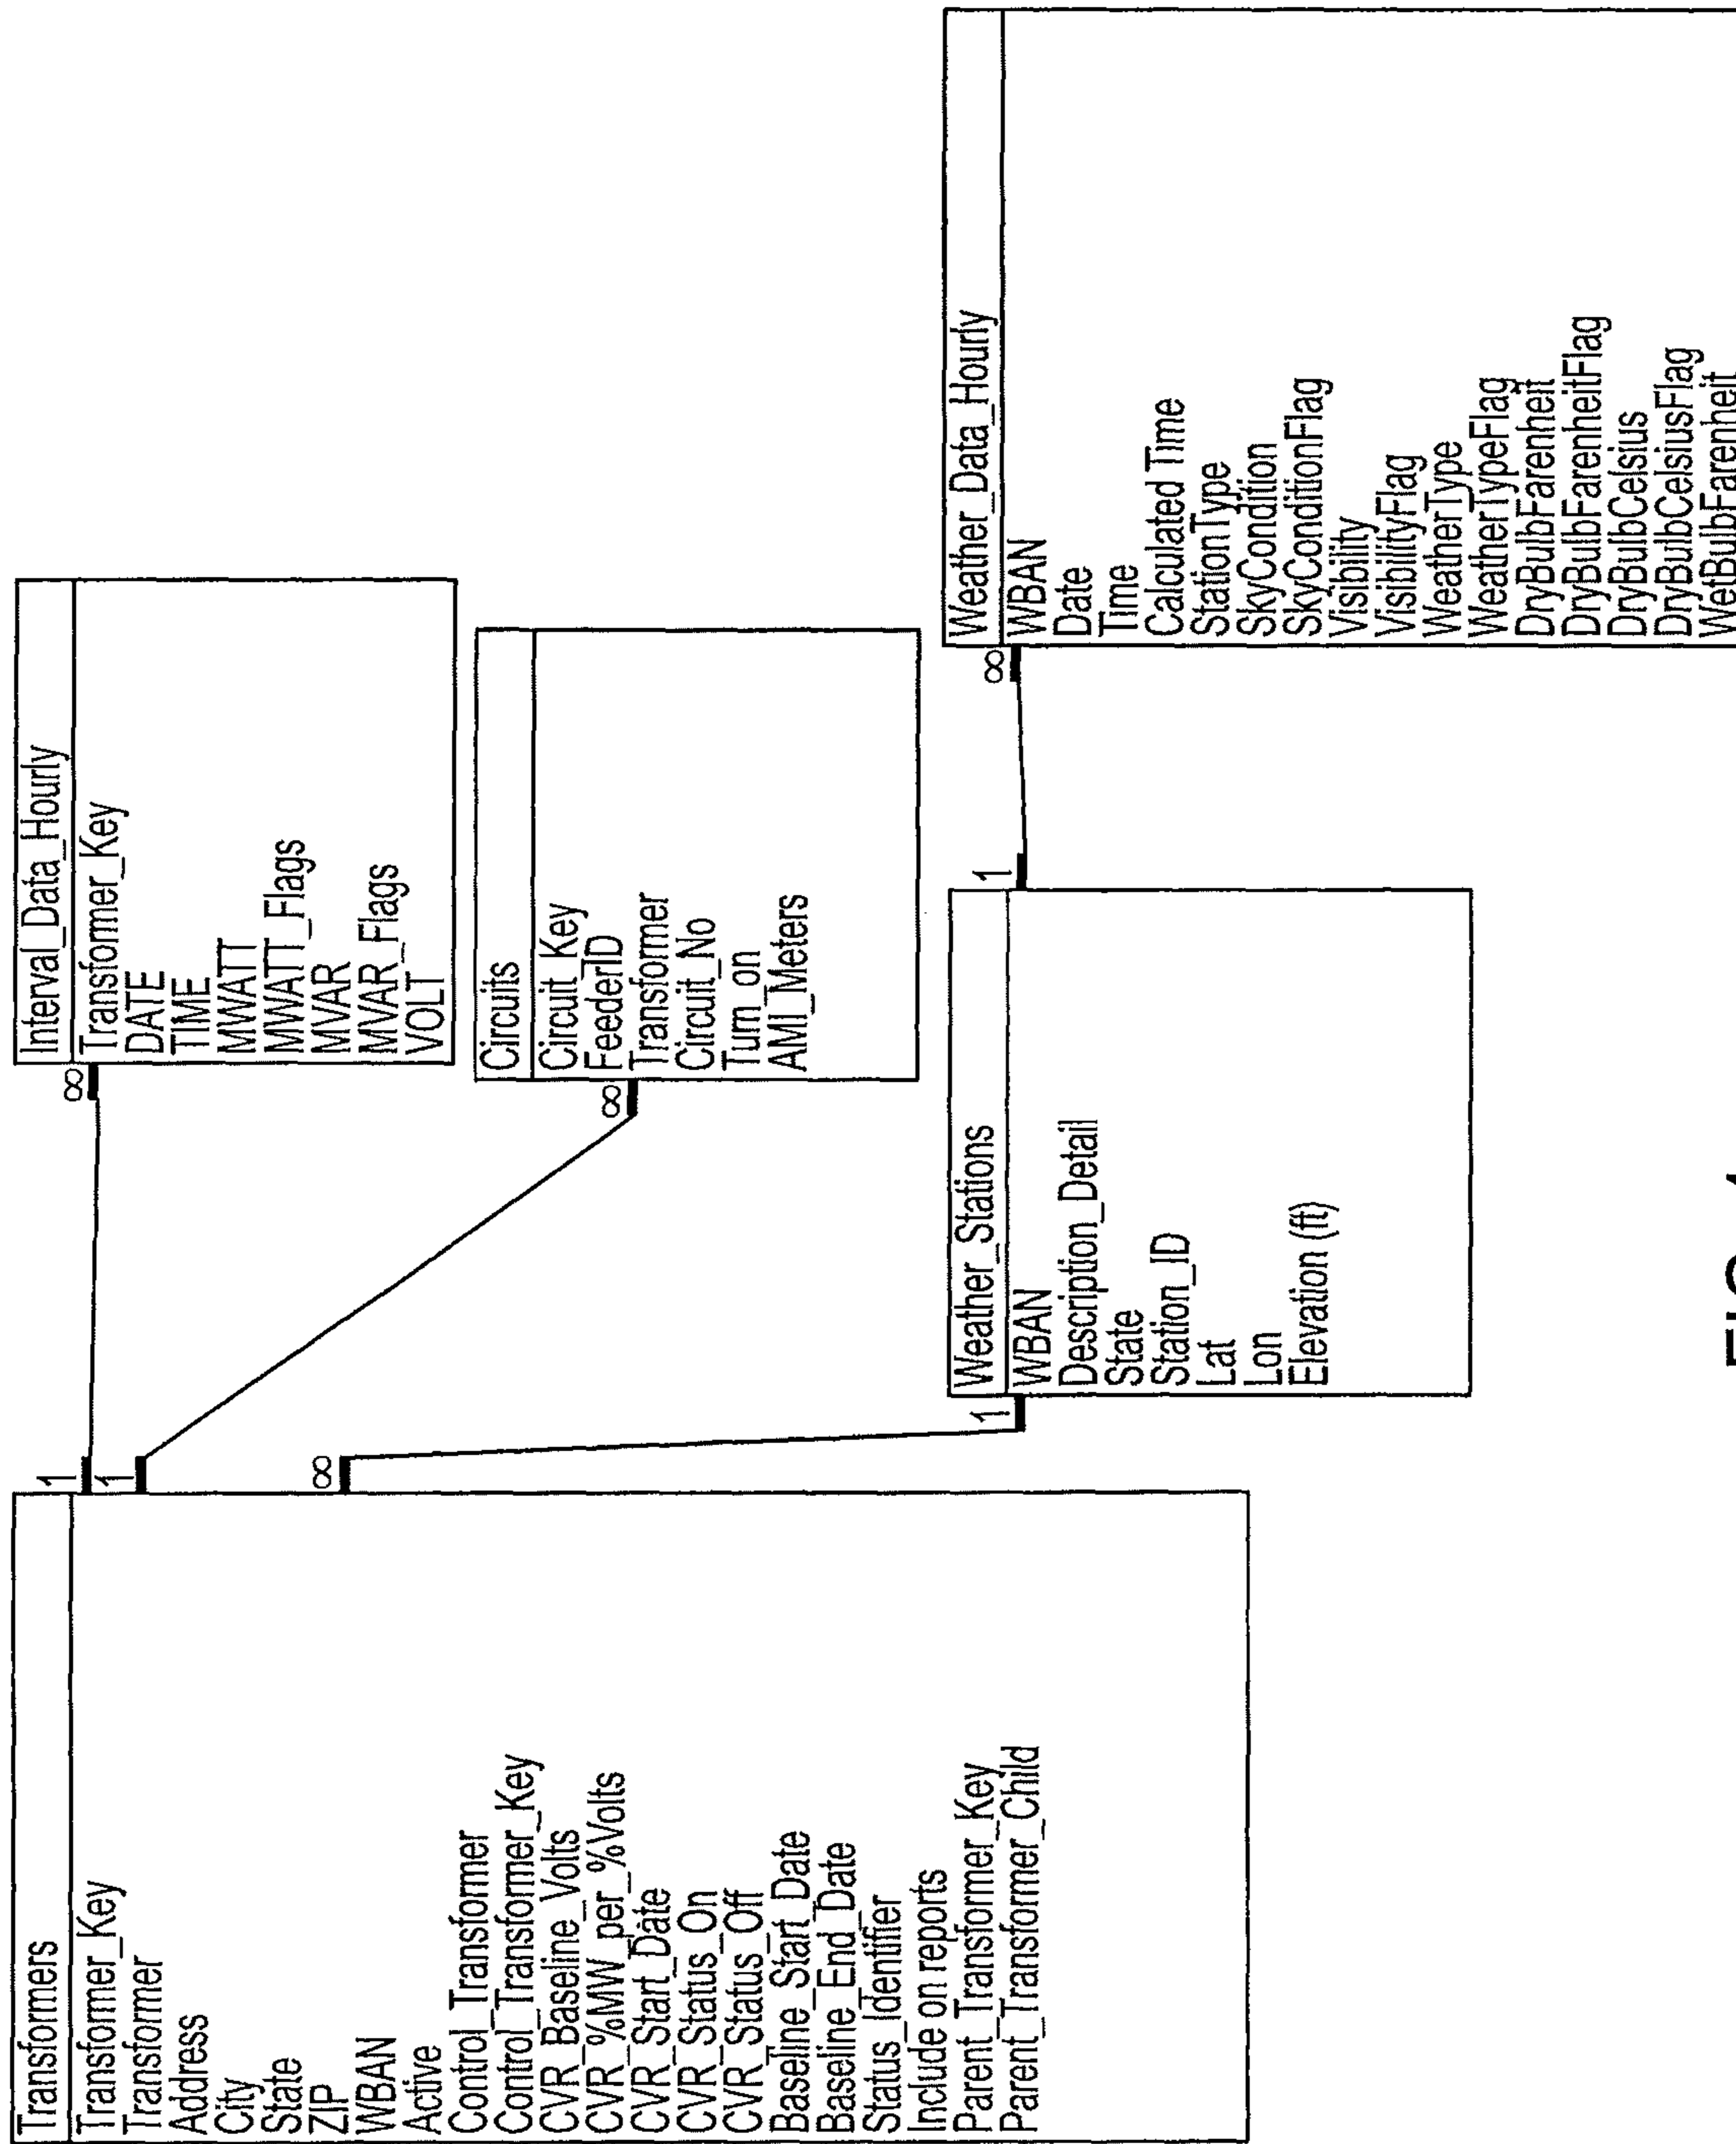 Transformers
Transformer_Key
Transformer
Address
City
State
ZIP
WBAN
Active
Control_Transformer
Control_Transformer_Key
CVR_Baseline_Volts
CVR_%MW_per_%Volts
CVR_Start_Date
CVR_Status_On
CVR_Status_Off
Baseline_Start_Date
Baseline_End_Date
Status_Identifier
Include on reports
Parent_Transformer_Key
Parent_Transformer_Child
1
1
∞
∞
Interval_Data_Hourly
Transformer_Key
DATE
TIME
MWATT
MWATT_Flags
MVAR
MVAR_Flags
VOLT
∞
Circuits
Circuit_Key
FeederID
Transformer
Circuit_No
Turn_on
AMI_Meters
1
Weather_Stations
WBAN
Description_Detail
State
Station_ID
Lat
Lon
Elevation (ft)
1
∞
Weather_Data_Hourly
WBAN
Date
Time
Calculated Time
StationType
SkyCondition
SkyConditionFlag
Visibility
VisibilityFlag
WeatherType
WeatherTypeFlag
DryBulbFarenheit
DryBulbFarenheitFlag
DryBulbCelsius
DryBulbCelsiusFlag
WetBulbFarenheit
FIG